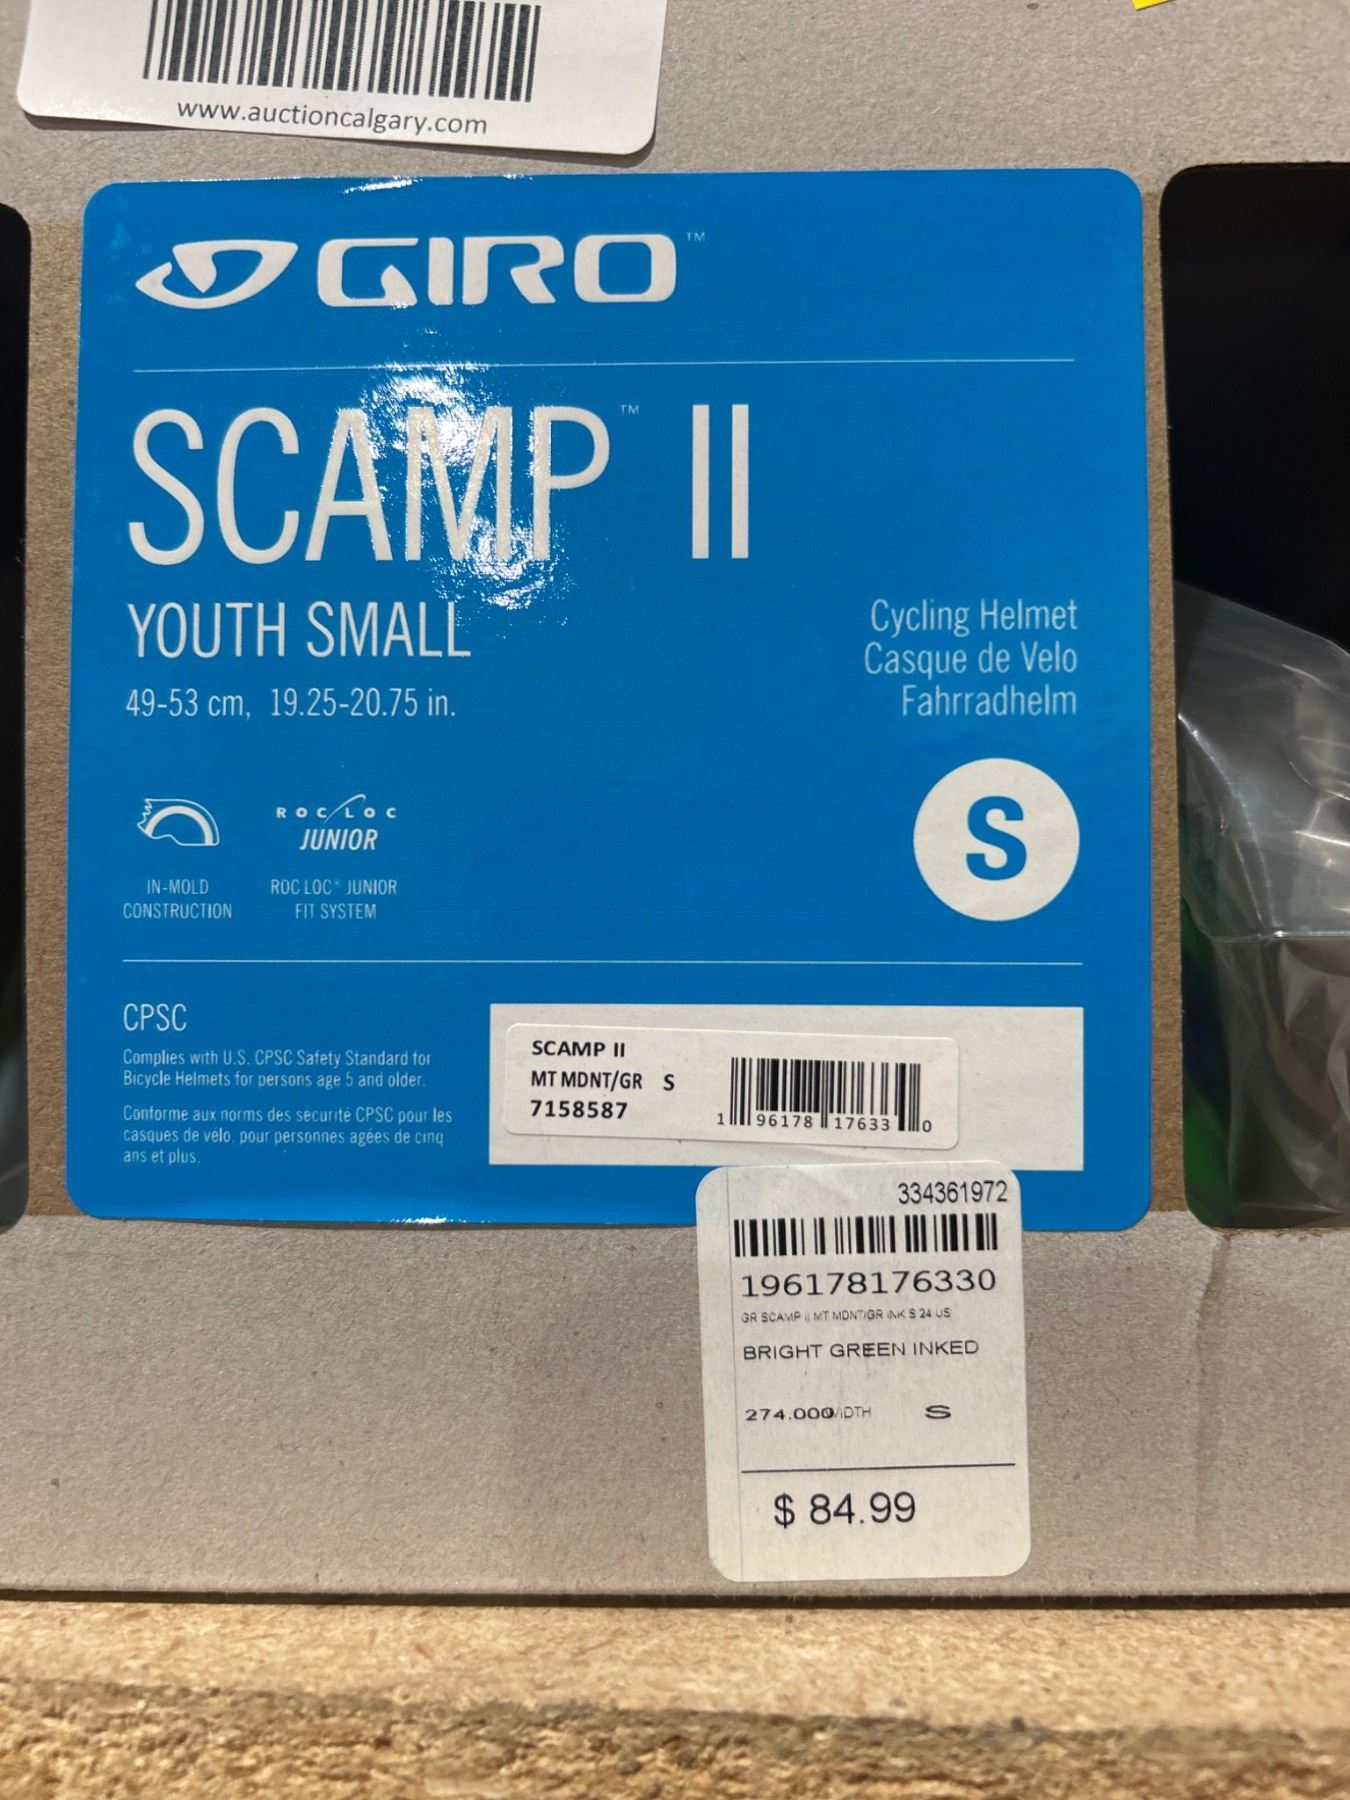 www.auctioncalgary.com
GIRO™
SCAMP™ II
YOUTH SMALL
49-53 cm, 19.25-20.75 in.
Cycling Helmet
Casque de Velo
Fahrradhelm
S
ROC LOC
JUNIOR
IN-MOLD
CONSTRUCTION
ROC LOC® JUNIOR
FIT SYSTEM
CPSC
Complies with U.S. CPSC Safety Standard for
Bicycle Helmets for persons age 5 and older.
Conforme aux norms des sécurité CPSC pour les
casques de vélo, pour personnes agées de cinq
ans et plus.
SCAMP II
MT MDNT/GR S
7158587
1 96178 17633 0
334361972
196178176330
GR SCAMP II MT MDNT/GR INK S 24 US
BRIGHT GREEN INKED
274.000WIDTH S
$ 84.99